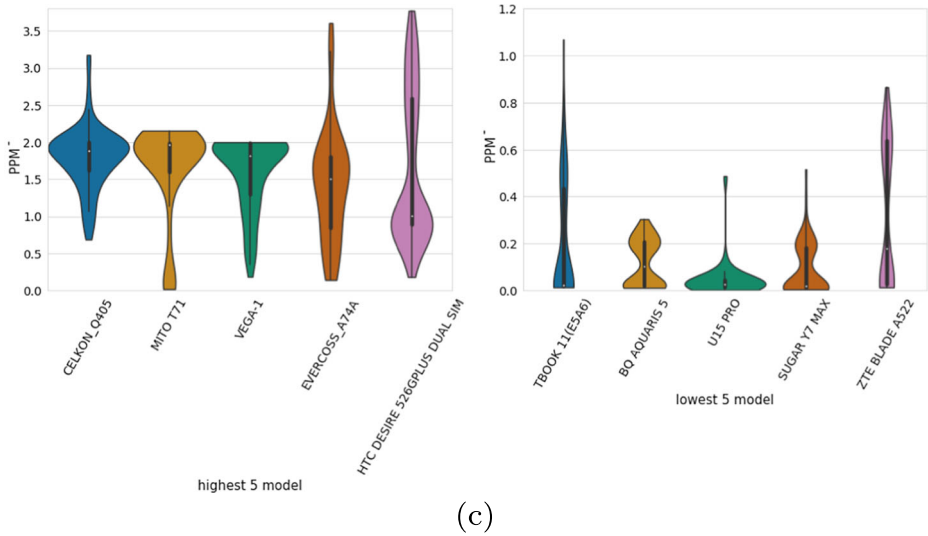 3.5
3.0
2.5
2.0
1.5
1.0
0.5
0.0
PPM⁻
CELKON_Q405
MITO T71
VEGA-1
EVERCOSS_A74A
HTC DESIRE 526GPLUS DUAL SIM
highest 5 model
1.2
1.0
0.8
0.6
0.4
0.2
0.0
PPM⁻
TBOOK 11(E5A6)
BQ AQUARIS 5
U15 PRO
SUGAR Y7 MAX
ZTE BLADE A522
lowest 5 model
(c)